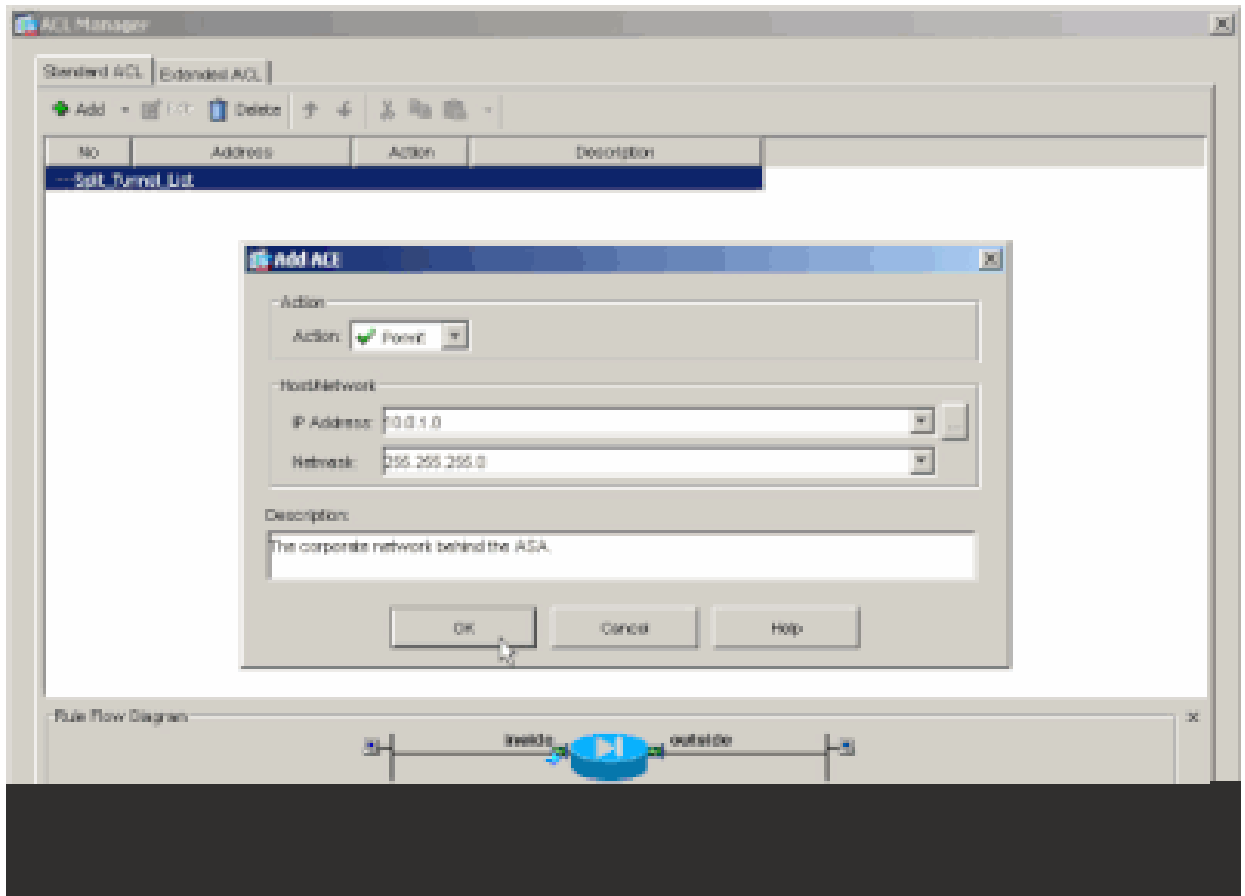 ACL Manager
Standard ACL Extended ACL
Add Edit Delete
No Address Action Description
Split_Tunnel_List
Add ACE
Action
Action: Permit
Host/Network
IP Address: 10.0.1.0
...
Netmask: 255.255.255.0
Description:
The corporate network behind the ASA.
OK Cancel Help
Rule Flow Diagram
inside outside